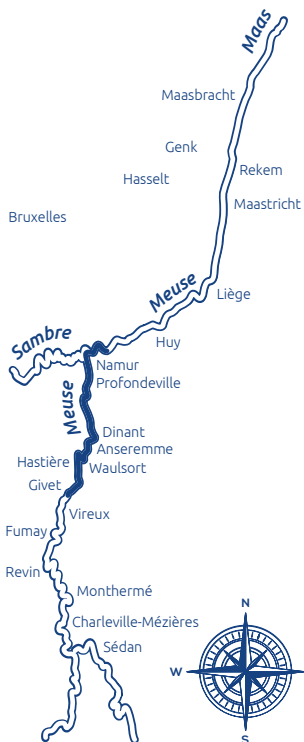 Maas
Maasbracht
Genk
Hasselt
Rekem
Maastricht
Bruxelles
Meuse
Liège
Huy
Sambre
Namur
Profondeville
Meuse
Dinant
Anseremme
Hastière
Waulsort
Givet
Vireux
Fumay
Revin
Monthermé
Charleville-Mézières
Sédan
N
W
S